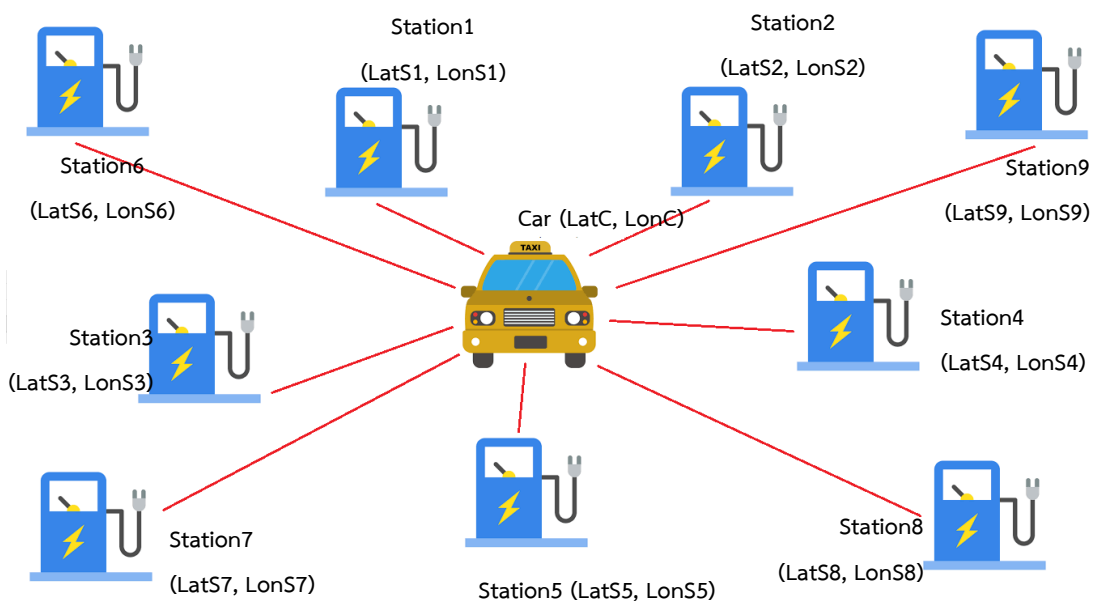 Station1
(LatS1, LonS1)
Station2
(LatS2, LonS2)
Station6
(LatS6, LonS6)
Station9
(LatS9, LonS9)
Car (LatC, LonC)
TAXI
Station3
(LatS3, LonS3)
Station4
(LatS4, LonS4)
Station7
(LatS7, LonS7)
Station5 (LatS5, LonS5)
Station8
(LatS8, LonS8)